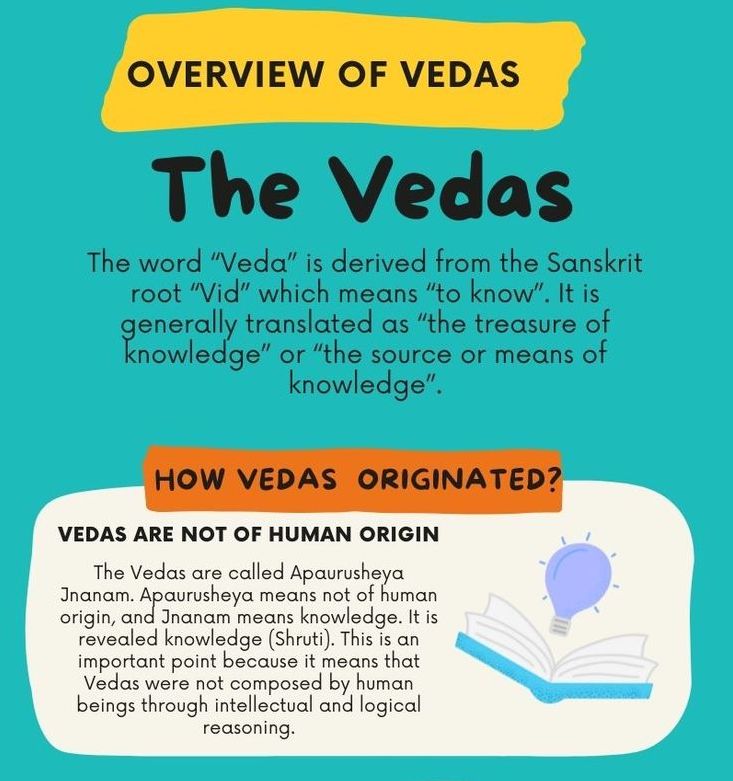 OVERVIEW OF VEDAS
The Vedas
The word “Veda” is derived from the Sanskrit
root “Vid” which means “to know”. It is
generally translated as “the treasure of
knowledge” or “the source or means of
knowledge”.
HOW VEDAS ORIGINATED?
VEDAS ARE NOT OF HUMAN ORIGIN
The Vedas are called Apaurusheya
Jnanam. Apaurusheya means not of human
origin, and Jnanam means knowledge. It is
revealed knowledge (Shruti). This is an
important point because it means that
Vedas were not composed by human
beings through intellectual and logical
reasoning.